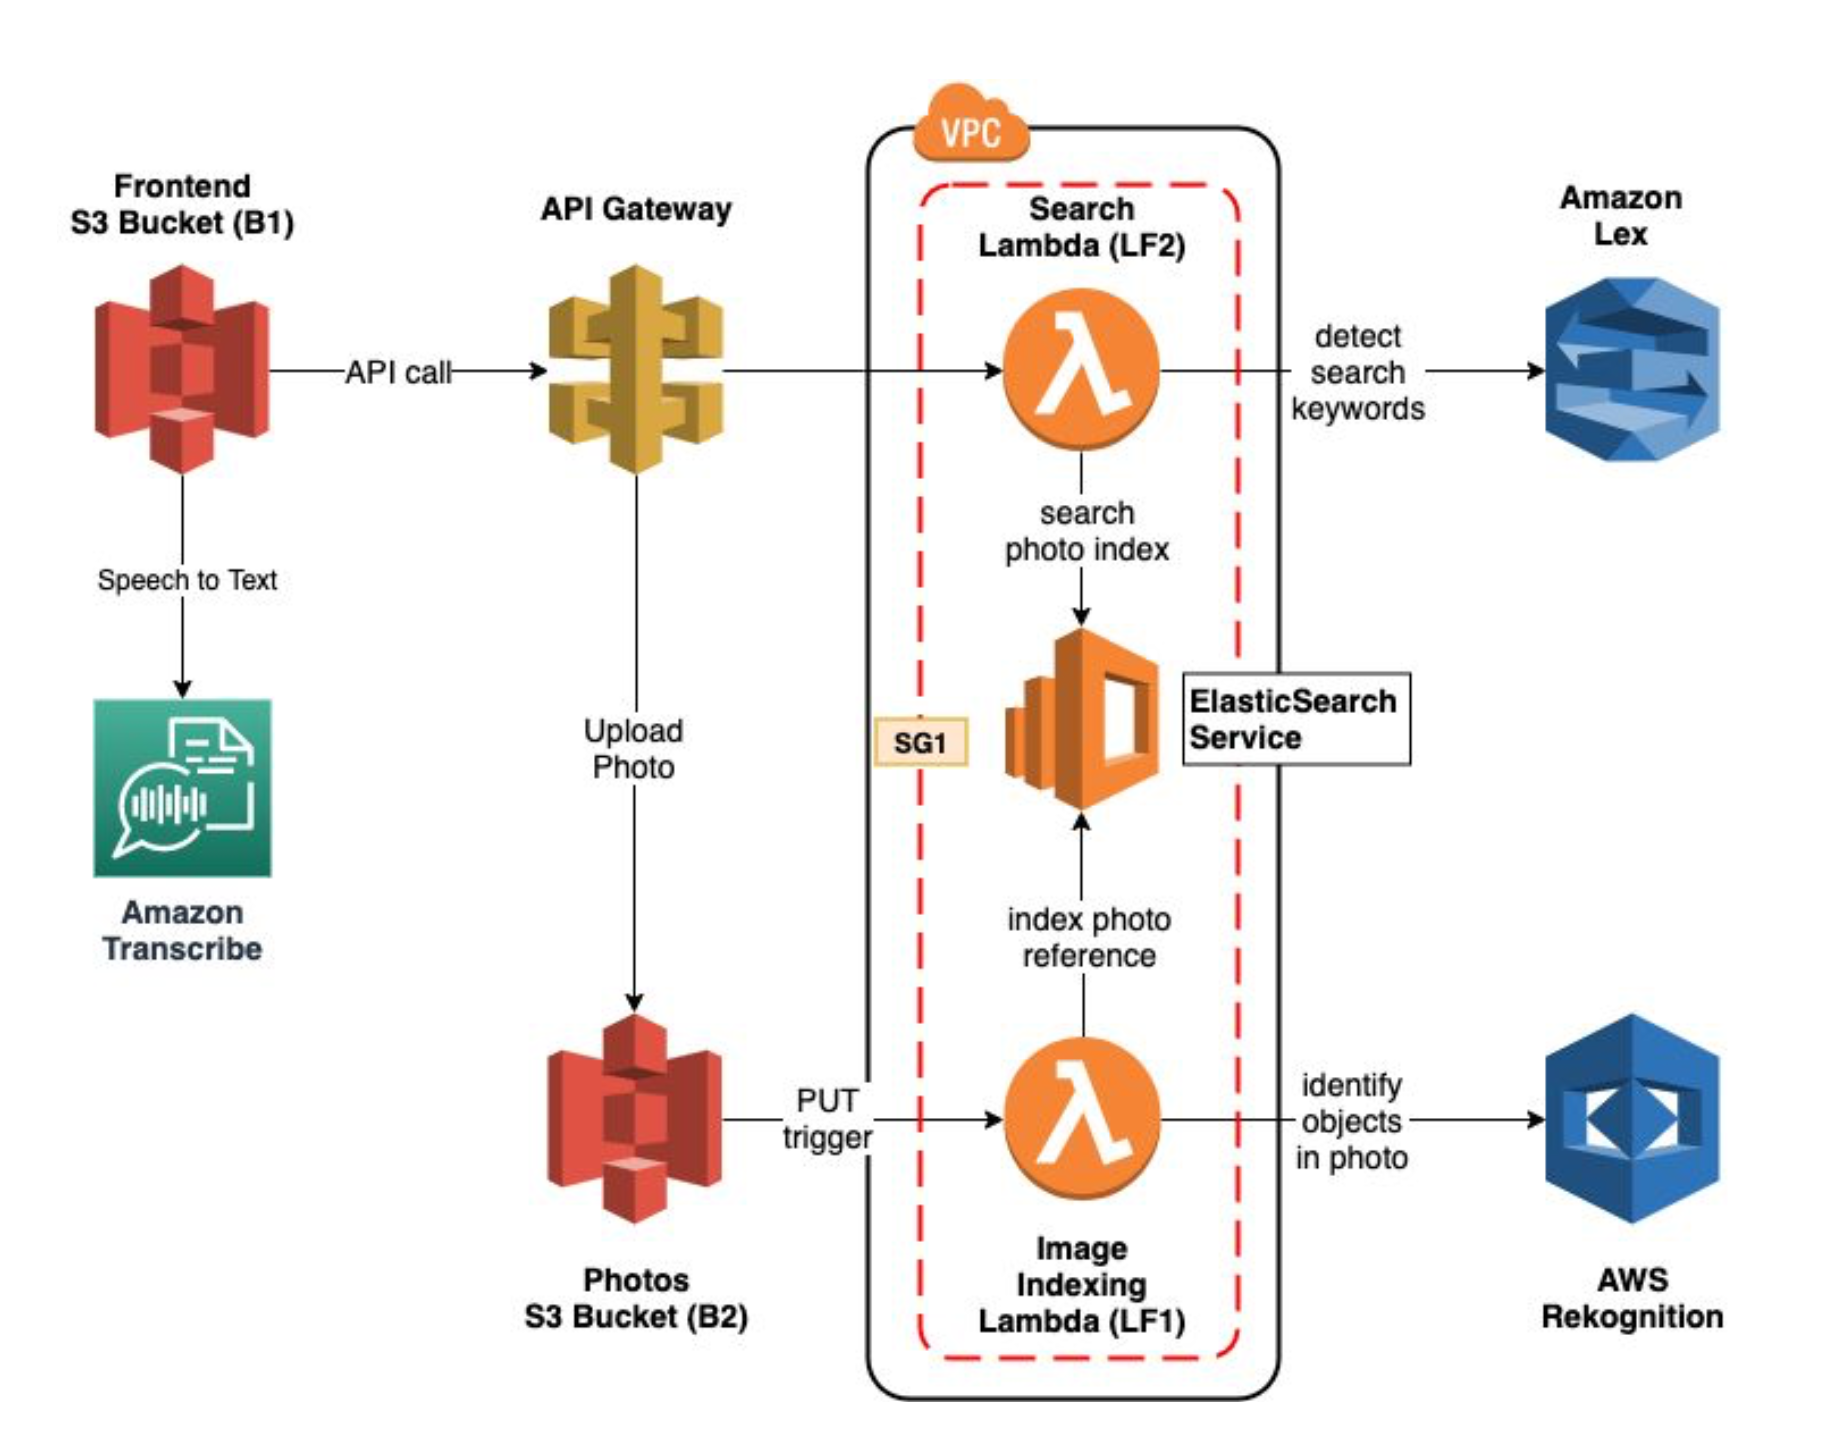 VPC
Frontend
S3 Bucket (B1)
API Gateway
Search
Lambda (LF2)
Amazon
Lex
API call
detect
search
keywords
search
photo index
Speech to Text
Upload
Photo
SG1
ElasticSearch
Service
Amazon
Transcribe
index photo
reference
PUT
trigger
identify
objects
in photo
Image
Indexing
Lambda (LF1)
Photos
S3 Bucket (B2)
AWS
Rekognition